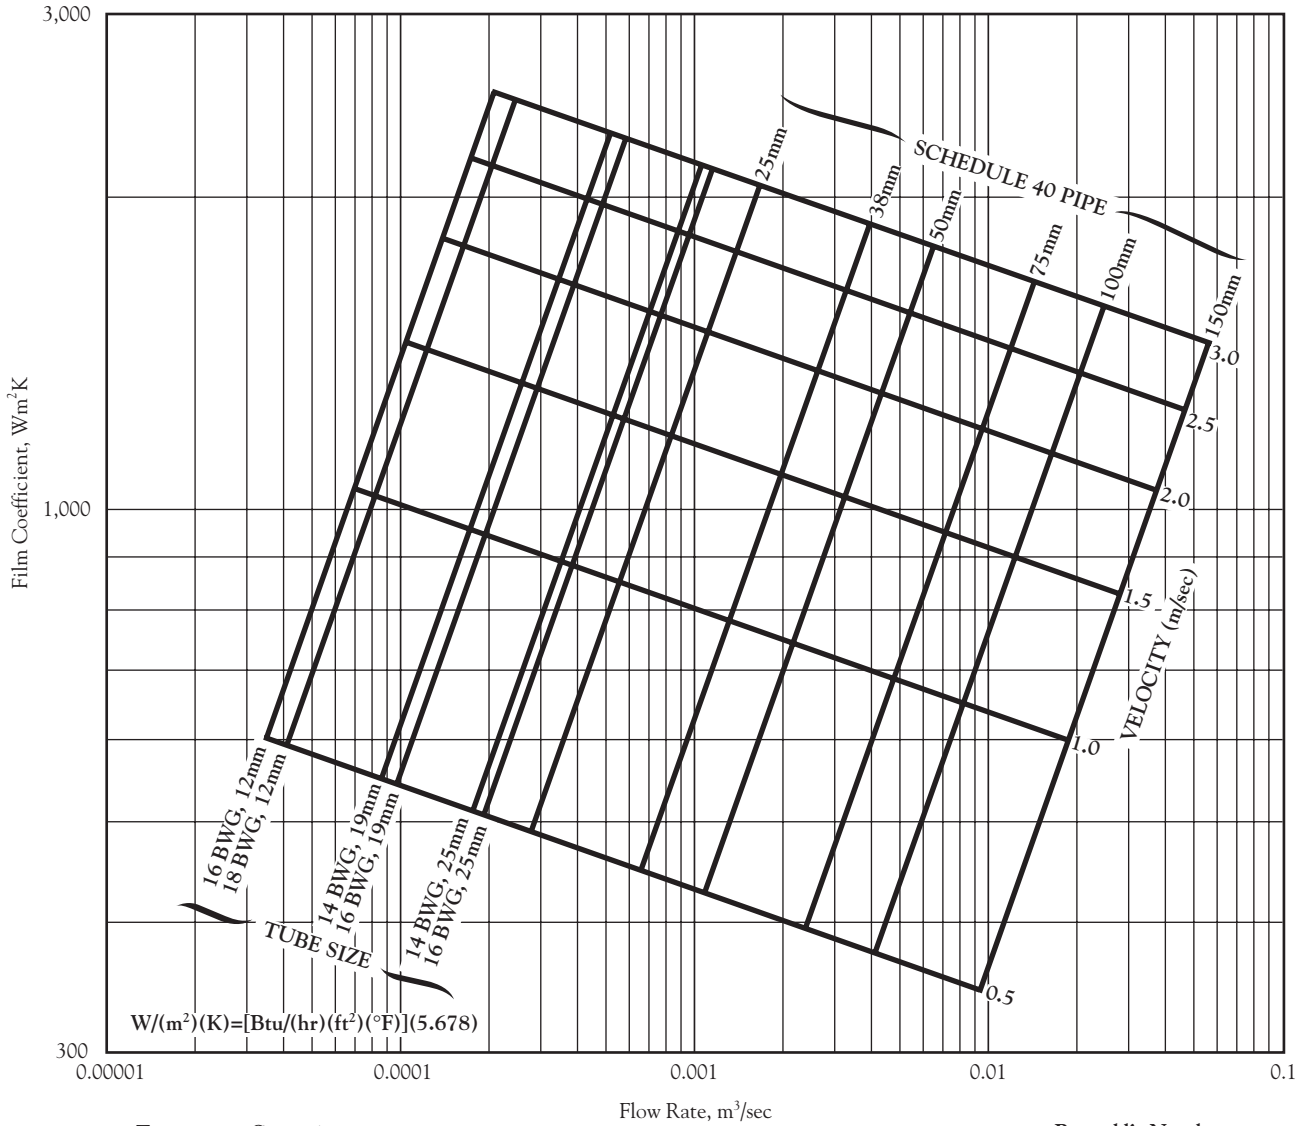 3,000
1,000
300
Film Coefficient, Wm²K
SCHEDULE 40 PIPE
25mm
38mm
50mm
75mm
100mm
150mm
3.0
2.5
2.0
1.5
1.0
0.5
VELOCITY (m/sec)
16 BWG, 12mm
18 BWG, 12mm
14 BWG, 19mm
16 BWG, 19mm
14 BWG, 25mm
16 BWG, 25mm
TUBE SIZE
W/(m²)(K)=[Btu/(hr)(ft²)(°F)](5.678)
0.00001
0.0001
0.001
0.01
0.1
Flow Rate, m³/sec